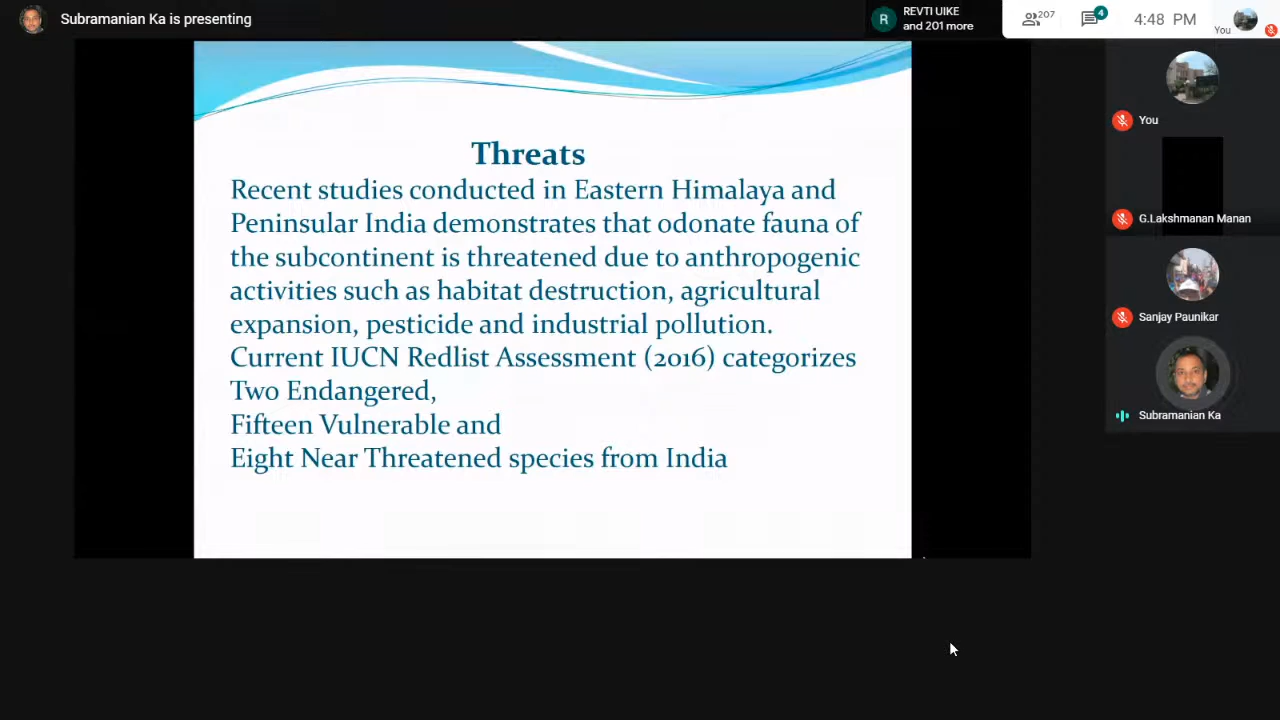 Subramanian Ka is presenting
R
REVTI UIKE
and 201 more
207
4
4:48 PM
You
Threats
Recent studies conducted in Eastern Himalaya and
Peninsular India demonstrates that odonate fauna of
the subcontinent is threatened due to anthropogenic
activities such as habitat destruction, agricultural
expansion, pesticide and industrial pollution.
Current IUCN Redlist Assessment (2016) categorizes
Two Endangered,
Fifteen Vulnerable and
Eight Near Threatened species from India
You
G.Lakshmanan Manan
Sanjay Paunikar
Subramanian Ka